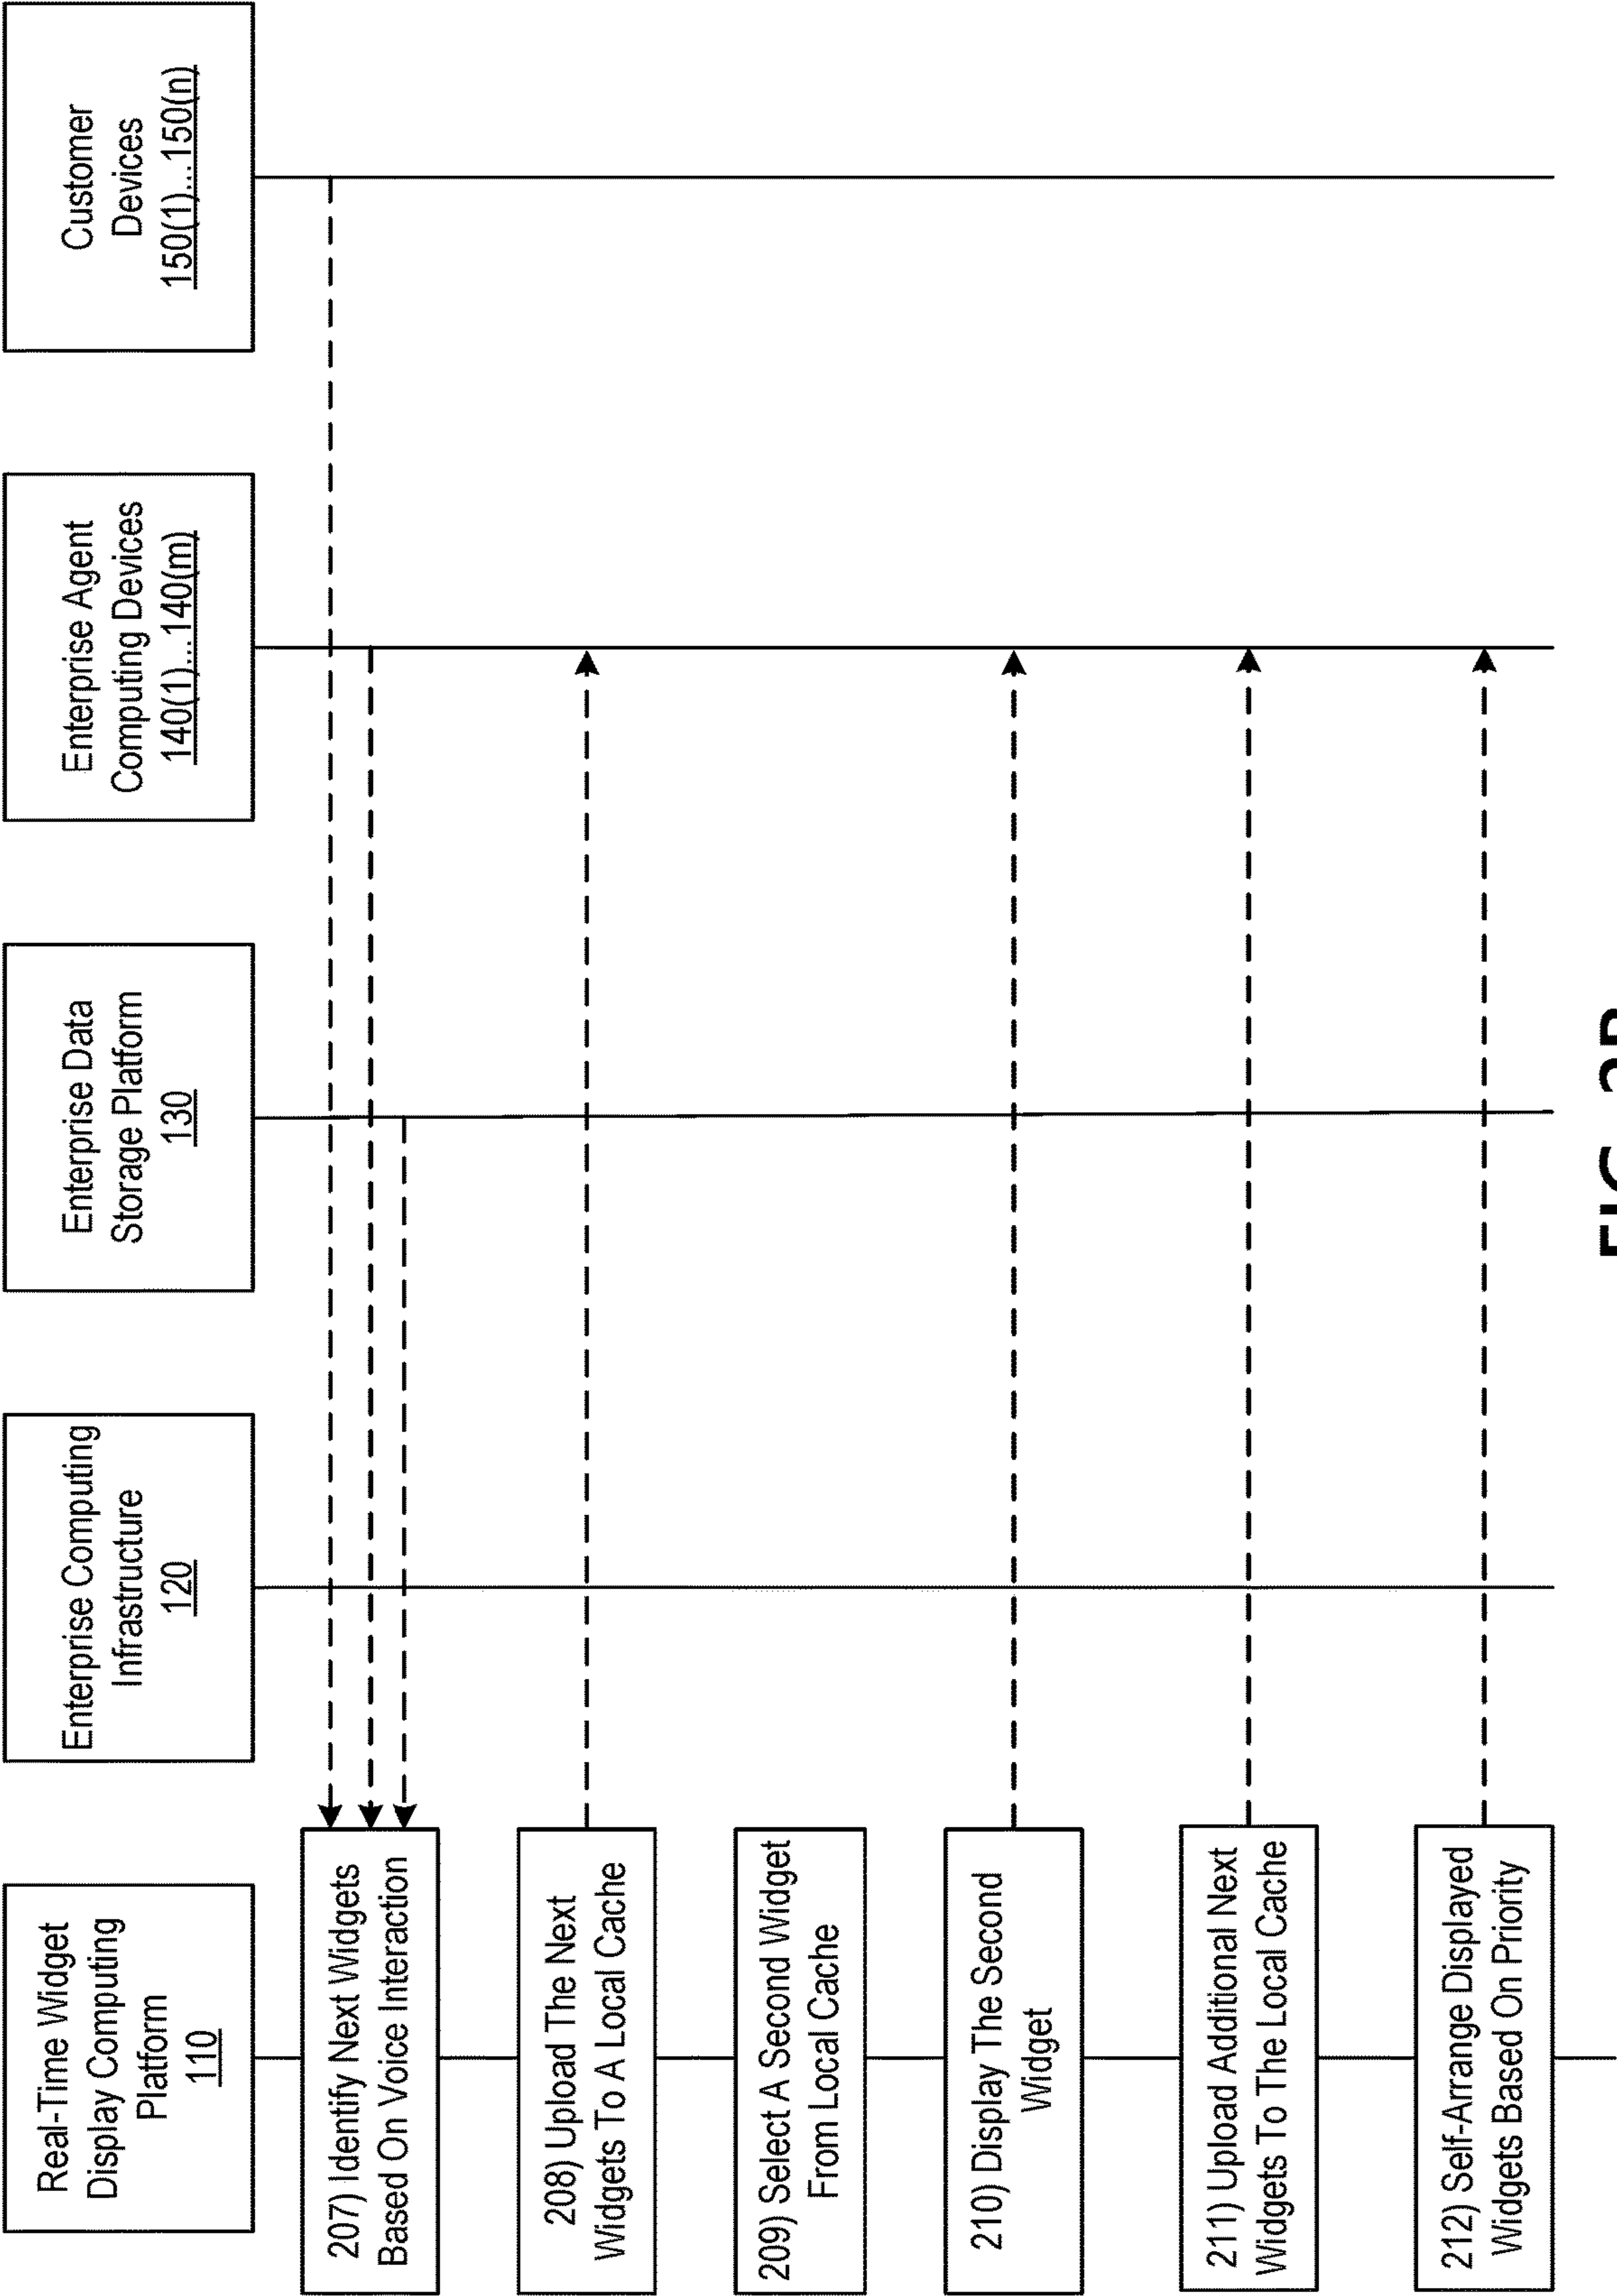 Real-Time Widget
Display Computing
Platform
110
Enterprise Computing
Infrastructure
120
Enterprise Data
Storage Platform
130
Enterprise Agent
Computing Devices
140(1)...140(m)
Customer
Devices
150(1)...150(n)
207) Identify Next Widgets
Based On Voice Interaction
208) Upload The Next
Widgets To A Local Cache
209) Select A Second Widget
From Local Cache
210) Display The Second
Widget
211) Upload Additional Next
Widgets To The Local Cache
212) Self-Arrange Displayed
Widgets Based On Priority